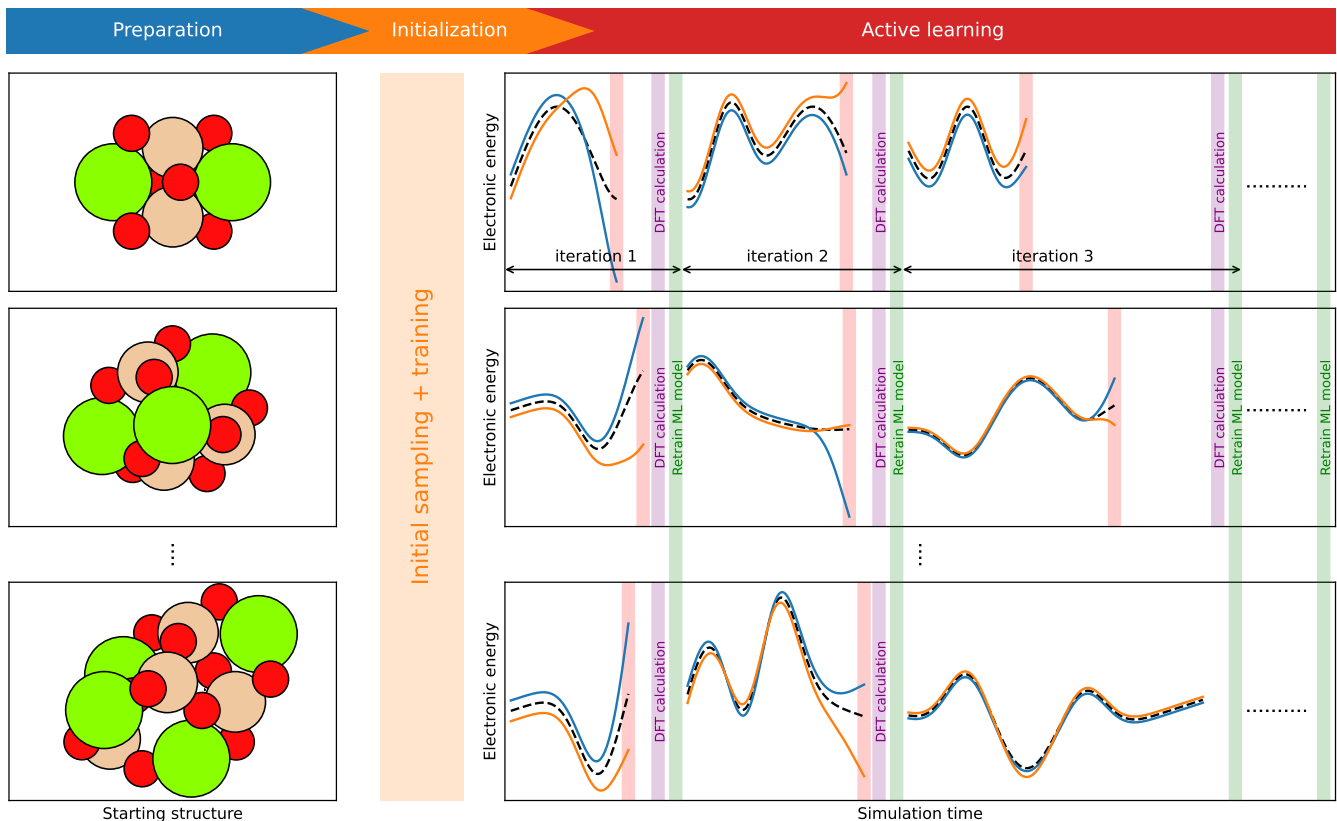 Preparation
Initialization
Active learning
Initial sampling + training
Electronic energy
DFT calculation
DFT calculation
DFT calculation
iteration 1
iteration 2
iteration 3
Electronic energy
DFT calculation
Retrain ML model
DFT calculation
Retrain ML model
DFT calculation
Retrain ML model
Retrain ML model
Electronic energy
DFT calculation
DFT calculation
Starting structure
Simulation time